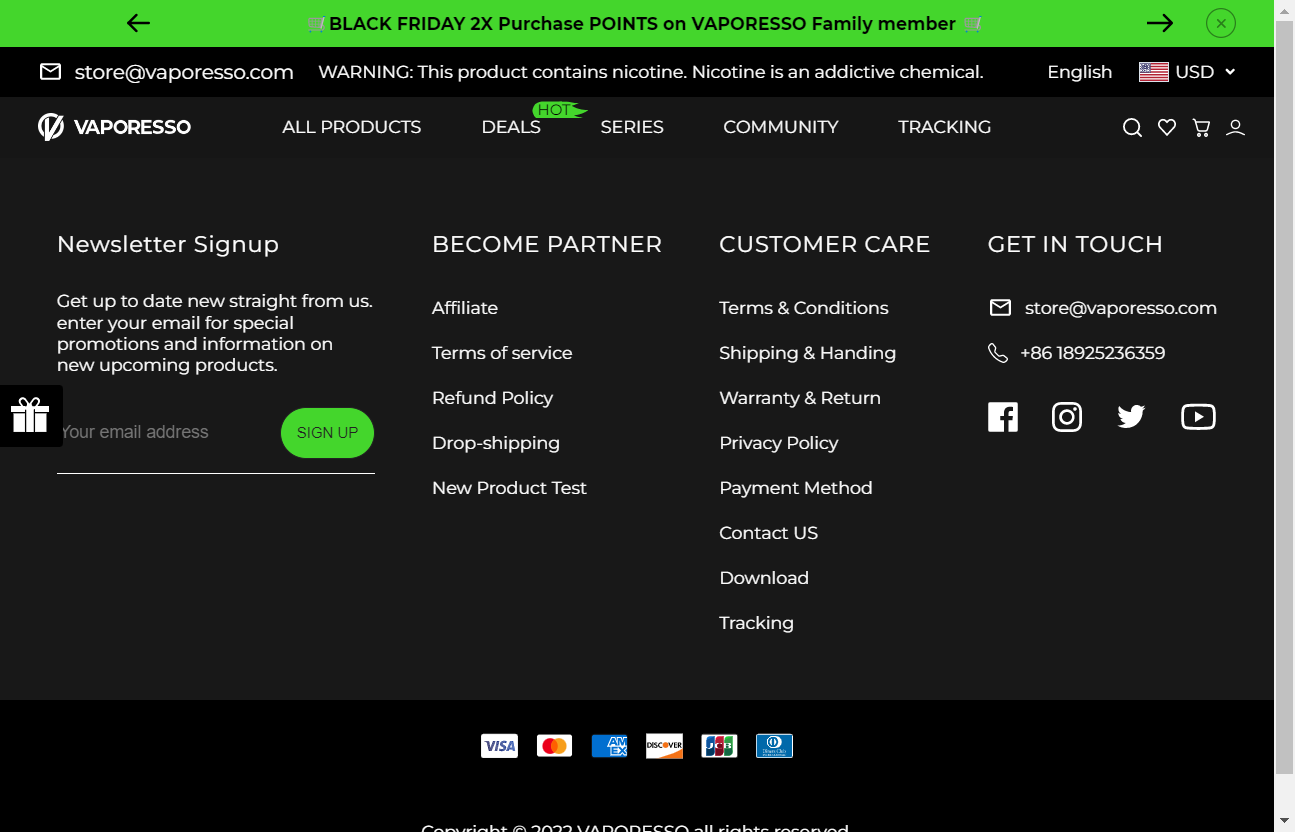 BLACK FRIDAY 2X Purchase POINTS on VAPORESSO Family member
store@vaporesso.com WARNING: This product contains nicotine. Nicotine is an addictive chemical. English USD
VAPORESSO ALL PRODUCTS DEALS HOT SERIES COMMUNITY TRACKING
Newsletter Signup
Get up to date new straight from us.
enter your email for special
promotions and information on
new upcoming products.
Your email address SIGN UP
BECOME PARTNER
Affiliate
Terms of service
Refund Policy
Drop-shipping
New Product Test
CUSTOMER CARE
Terms & Conditions
Shipping & Handing
Warranty & Return
Privacy Policy
Payment Method
Contact US
Download
Tracking
GET IN TOUCH
store@vaporesso.com
+86 18925236359
VISA AMEX DISCOVER JCB
Copyright © 2022 VAPORESSO all rights reserved